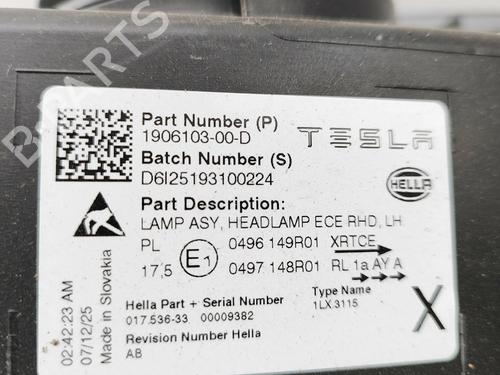 B PARTS
Part Number (P)
1906103-00-D
TESLA
Batch Number (S)
D6I25193100224
HELLA
Part Description:
LAMP ASY, HEADLAMP ECE RHD, LH
PL 0496 149R01 XRTCE
17,5 E1 0497 148R01 RL 1a AY A
Hella Part + Serial Number
017.536-33 00009382
Type Name
1LX.3115
X
Revision Number Hella
AB
02:42:23 AM
07/12/25
Made in Slovakia